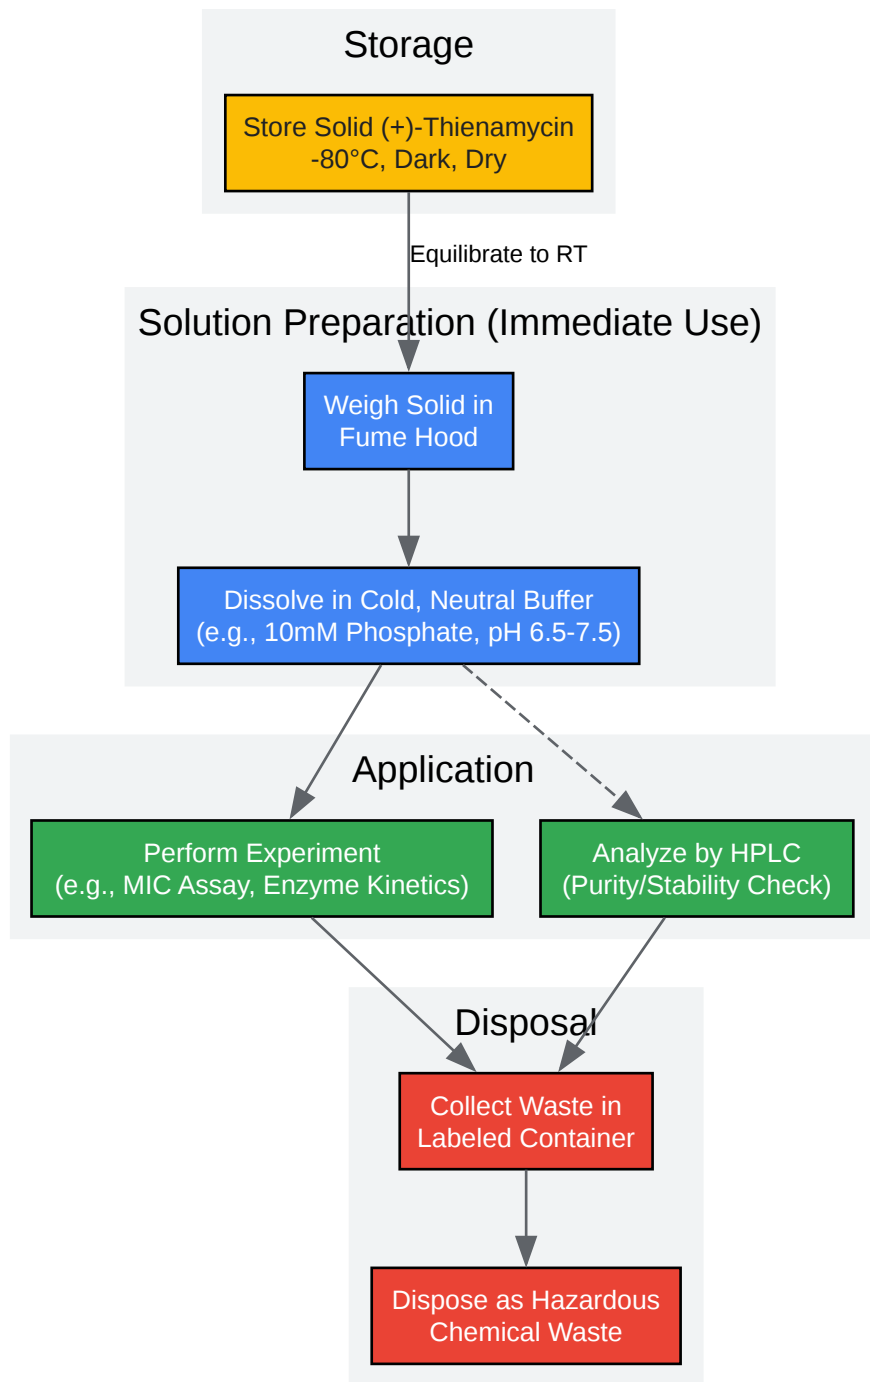 Storage
Store Solid (+)-Thienamycin
-80°C, Dark, Dry
Equilibrate to RT
Solution Preparation (Immediate Use)
Weigh Solid in
Fume Hood
Dissolve in Cold, Neutral Buffer
(e.g., 10mM Phosphate, pH 6.5-7.5)
Application
Perform Experiment
(e.g., MIC Assay, Enzyme Kinetics)
Analyze by HPLC
(Purity/Stability Check)
Disposal
Collect Waste in
Labeled Container
Dispose as Hazardous
Chemical Waste